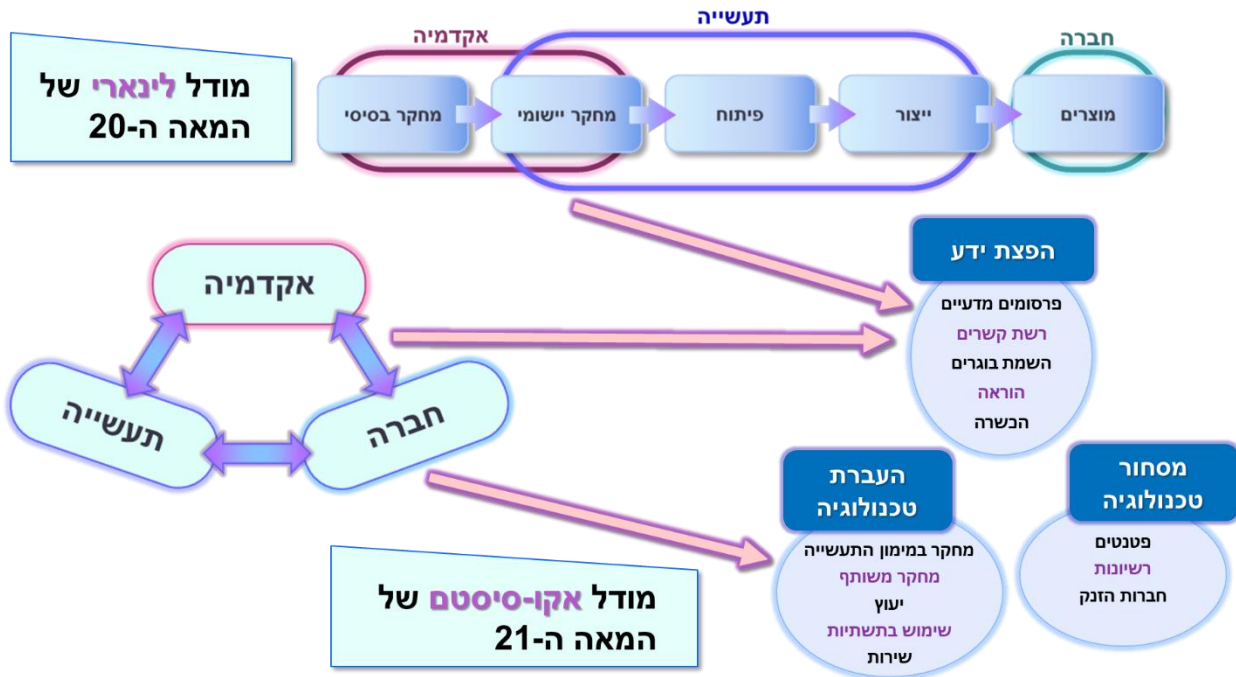 תעשייה
אקדמיה
חברה
מודל לינארי של
המאה ה-20
מחקר בסיסי
מחקר יישומי
פיתוח
ייצור
מוצרים
הפצת ידע
פרסומים מדעיים
רשת קשרים
השמת בוגרים
הוראה
הכשרה
אקדמיה
תעשייה
חברה
העברת
טכנולוגיה
מחקר במימון התעשייה
מחקר משותף
יעוץ
שימוש בתשתיות
שירות
מסחור
טכנולוגיה
פטנטים
רשיונות
חברות הזנק
מודל אקו-סיסטם של
המאה ה-21